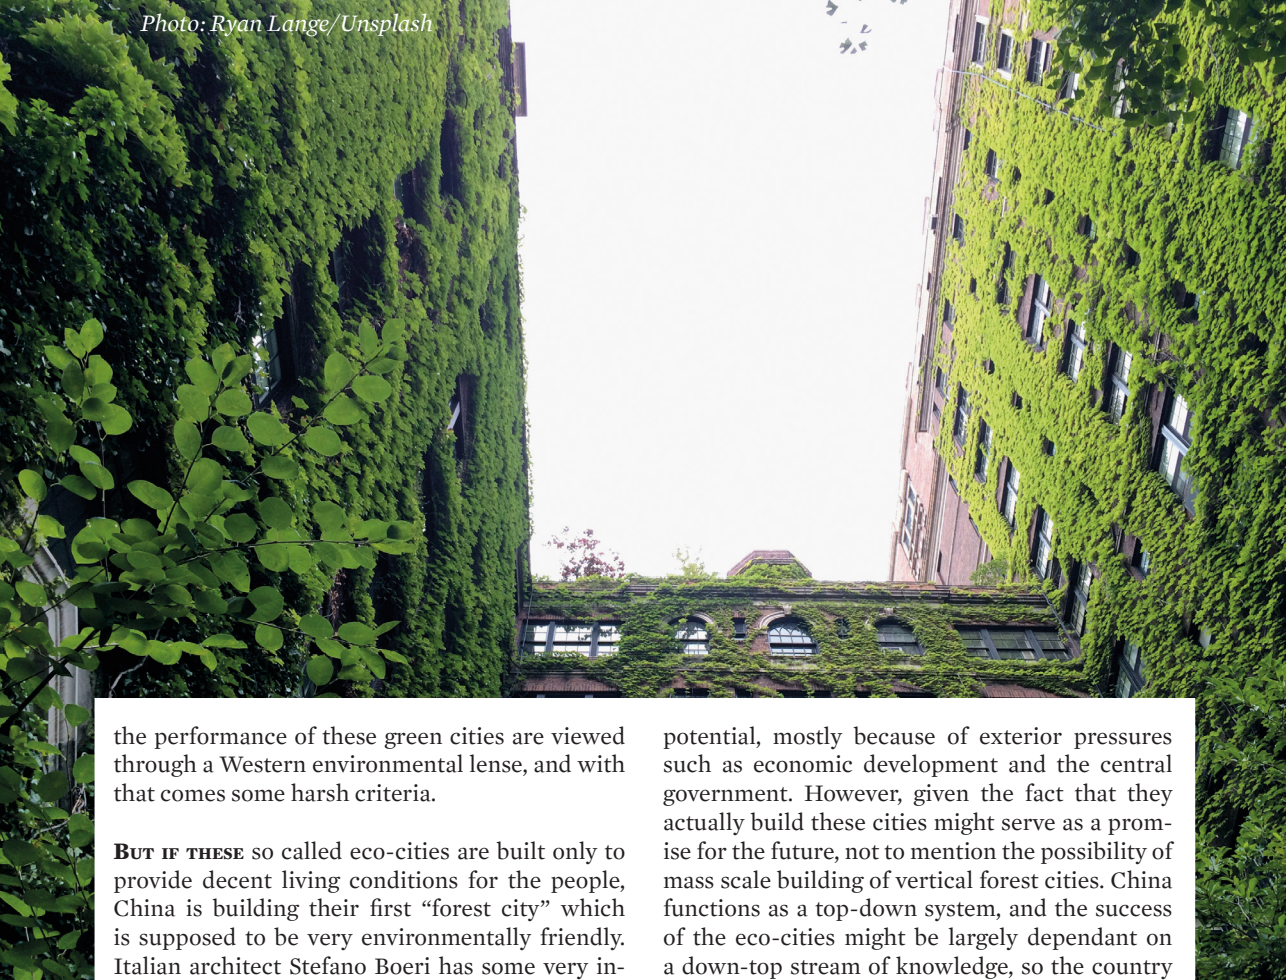 Photo: Ryan Lange/Unsplash
the performance of these green cities are viewed
through a Western environmental lense, and with
that comes some harsh criteria.
BUT IF THESE so called eco-cities are built only to
provide decent living conditions for the people,
China is building their first “forest city” which
is supposed to be very environmentally friendly.
Italian architect Stefano Boeri has some very in-
potential, mostly because of exterior pressures
such as economic development and the central
government. However, given the fact that they
actually build these cities might serve as a prom-
ise for the future, not to mention the possibility of
mass scale building of vertical forest cities. China
functions as a top-down system, and the success
of the eco-cities might be largely dependant on
a down-top stream of knowledge, so the country